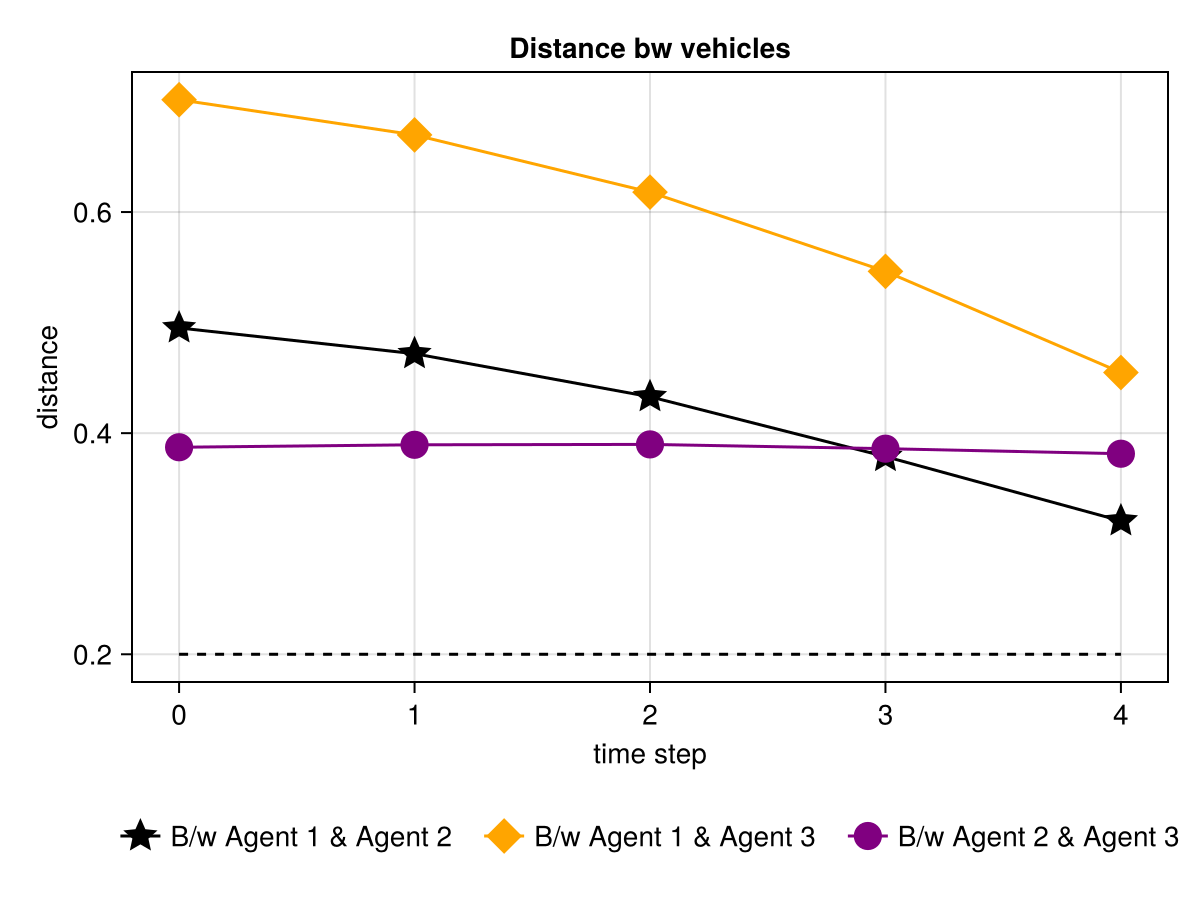 Distance bw vehicles
distance
0.6
0.4
0.2
0 1 2 3 4
time step
B/w Agent 1 & Agent 2 B/w Agent 1 & Agent 3 B/w Agent 2 & Agent 3